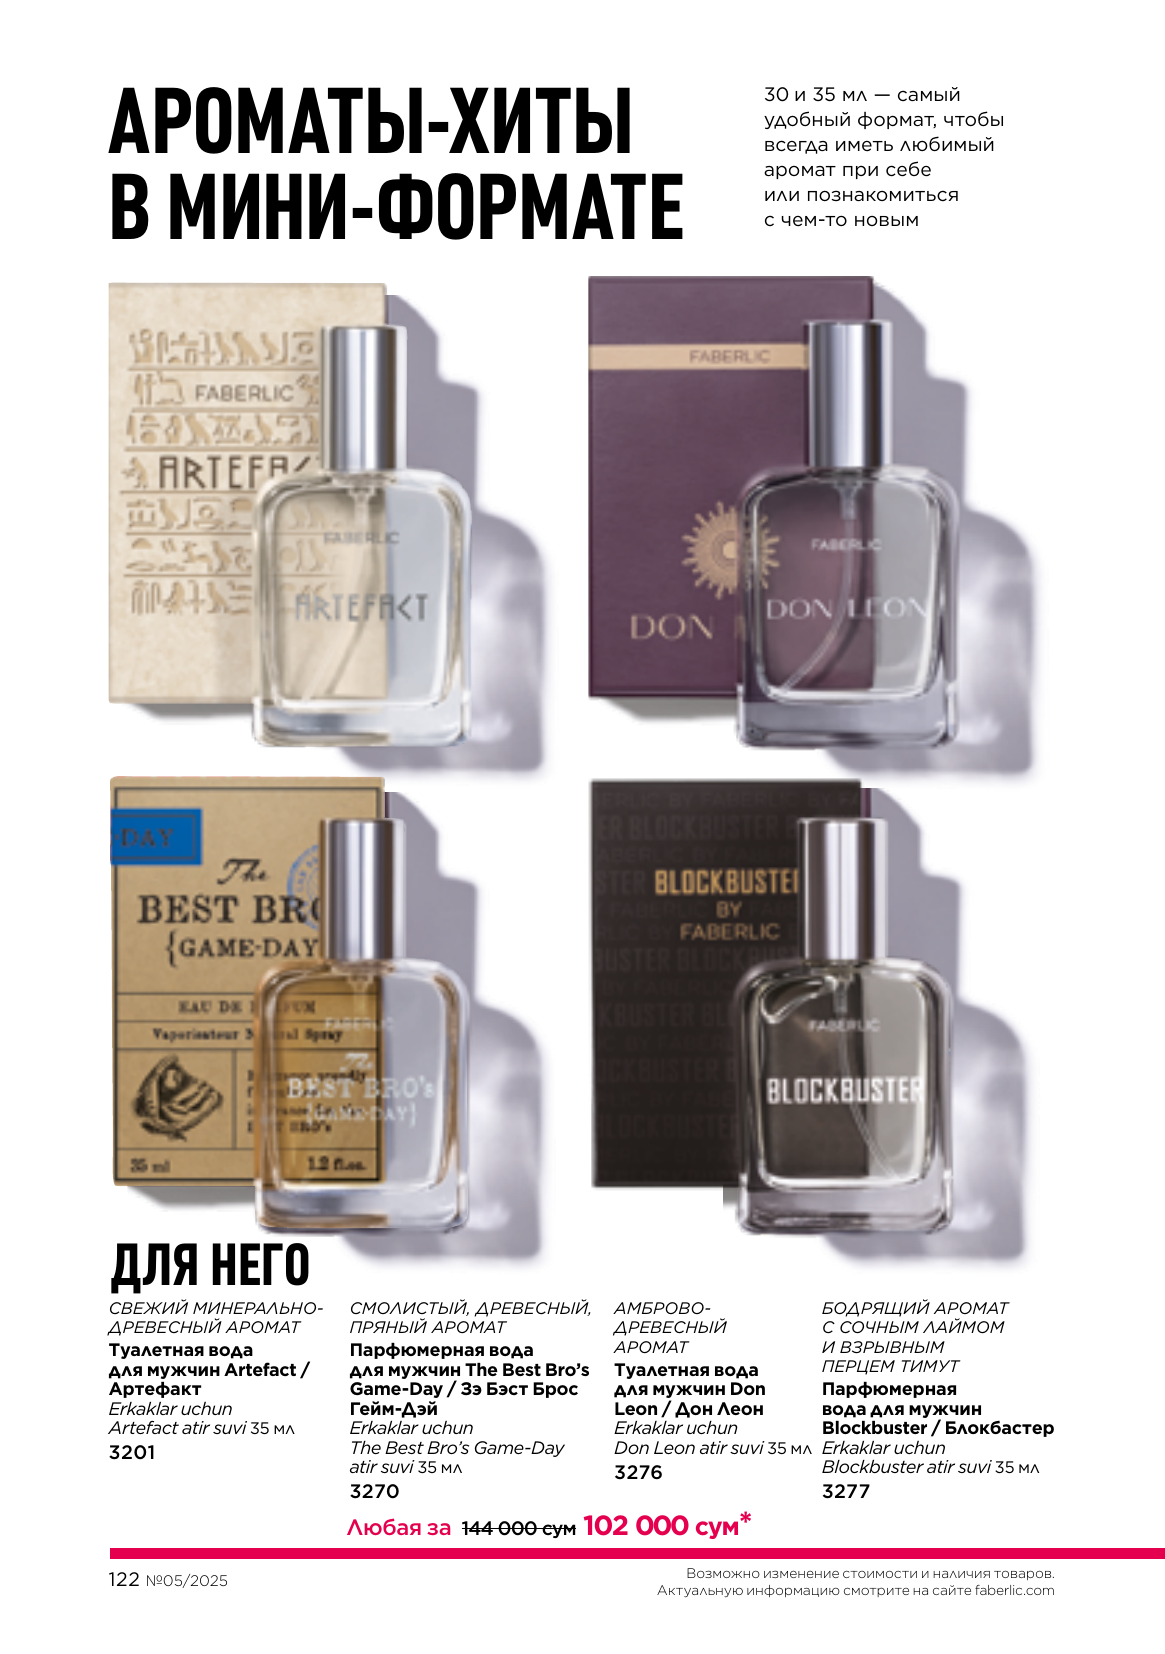 АРОМАТЫ-ХИТЫ
В МИНИ-ФОРМАТЕ
30 и 35 мл — самый
удобный формат, чтобы
всегда иметь любимый
аромат при себе
или познакомиться
с чем-то новым
FABERLIC
FABERLIC
ARTEFACT
FABERLIC
DON
FABERLIC
DON LEON
-DAY
The
BEST BRO
{GAME-DAY
EAU DE
Vaporisateur
Spray
35 ml
1.2 fl.oz.
FABERLIC
The
BEST BRO's
{GAME-DAY}
BLOCKBUSTER
BY
FABERLIC
FABERLIC
BLOCKBUSTER
ДЛЯ НЕГО
СВЕЖИЙ МИНЕРАЛЬНО-
ДРЕВЕСНЫЙ АРОМАТ
Туалетная вода
для мужчин Artefact /
Артефакт
Erkaklar uchun
Artefact atir suvi 35 мл
3201
СМОЛИСТЫЙ, ДРЕВЕСНЫЙ,
ПРЯНЫЙ АРОМАТ
Парфюмерная вода
для мужчин The Best Bro’s
Game-Day / Зэ Бэст Брос
Гейм-Дэй
Erkaklar uchun
The Best Bro’s Game-Day
atir suvi 35 мл
3270
АМБРОВО-
ДРЕВЕСНЫЙ
АРОМАТ
Туалетная вода
для мужчин Don
Leon / Дон Леон
Erkaklar uchun
Don Leon atir suvi 35 мл
3276
БОДРЯЩИЙ АРОМАТ
С СОЧНЫМ ЛАЙМОМ
И ВЗРЫВНЫМ
ПЕРЦЕМ ТИМУТ
Парфюмерная
вода для мужчин
Blockbuster / Блокбастер
Erkaklar uchun
Blockbuster atir suvi 35 мл
3277
Любая за 144 000 сум 102 000 сум*
122 №05/2025
Возможно изменение стоимости и наличия товаров.
Актуальную информацию смотрите на сайте faberlic.com